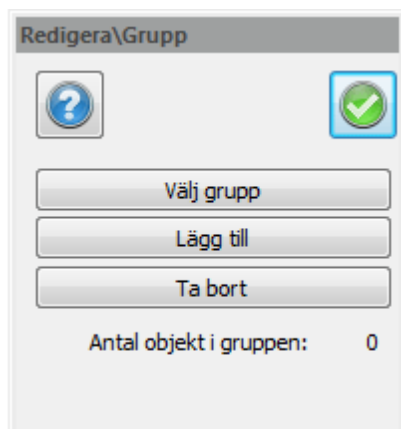 Redigera\Grupp
Välj grupp
Lägg till
Ta bort
Antal objekt i gruppen: 0